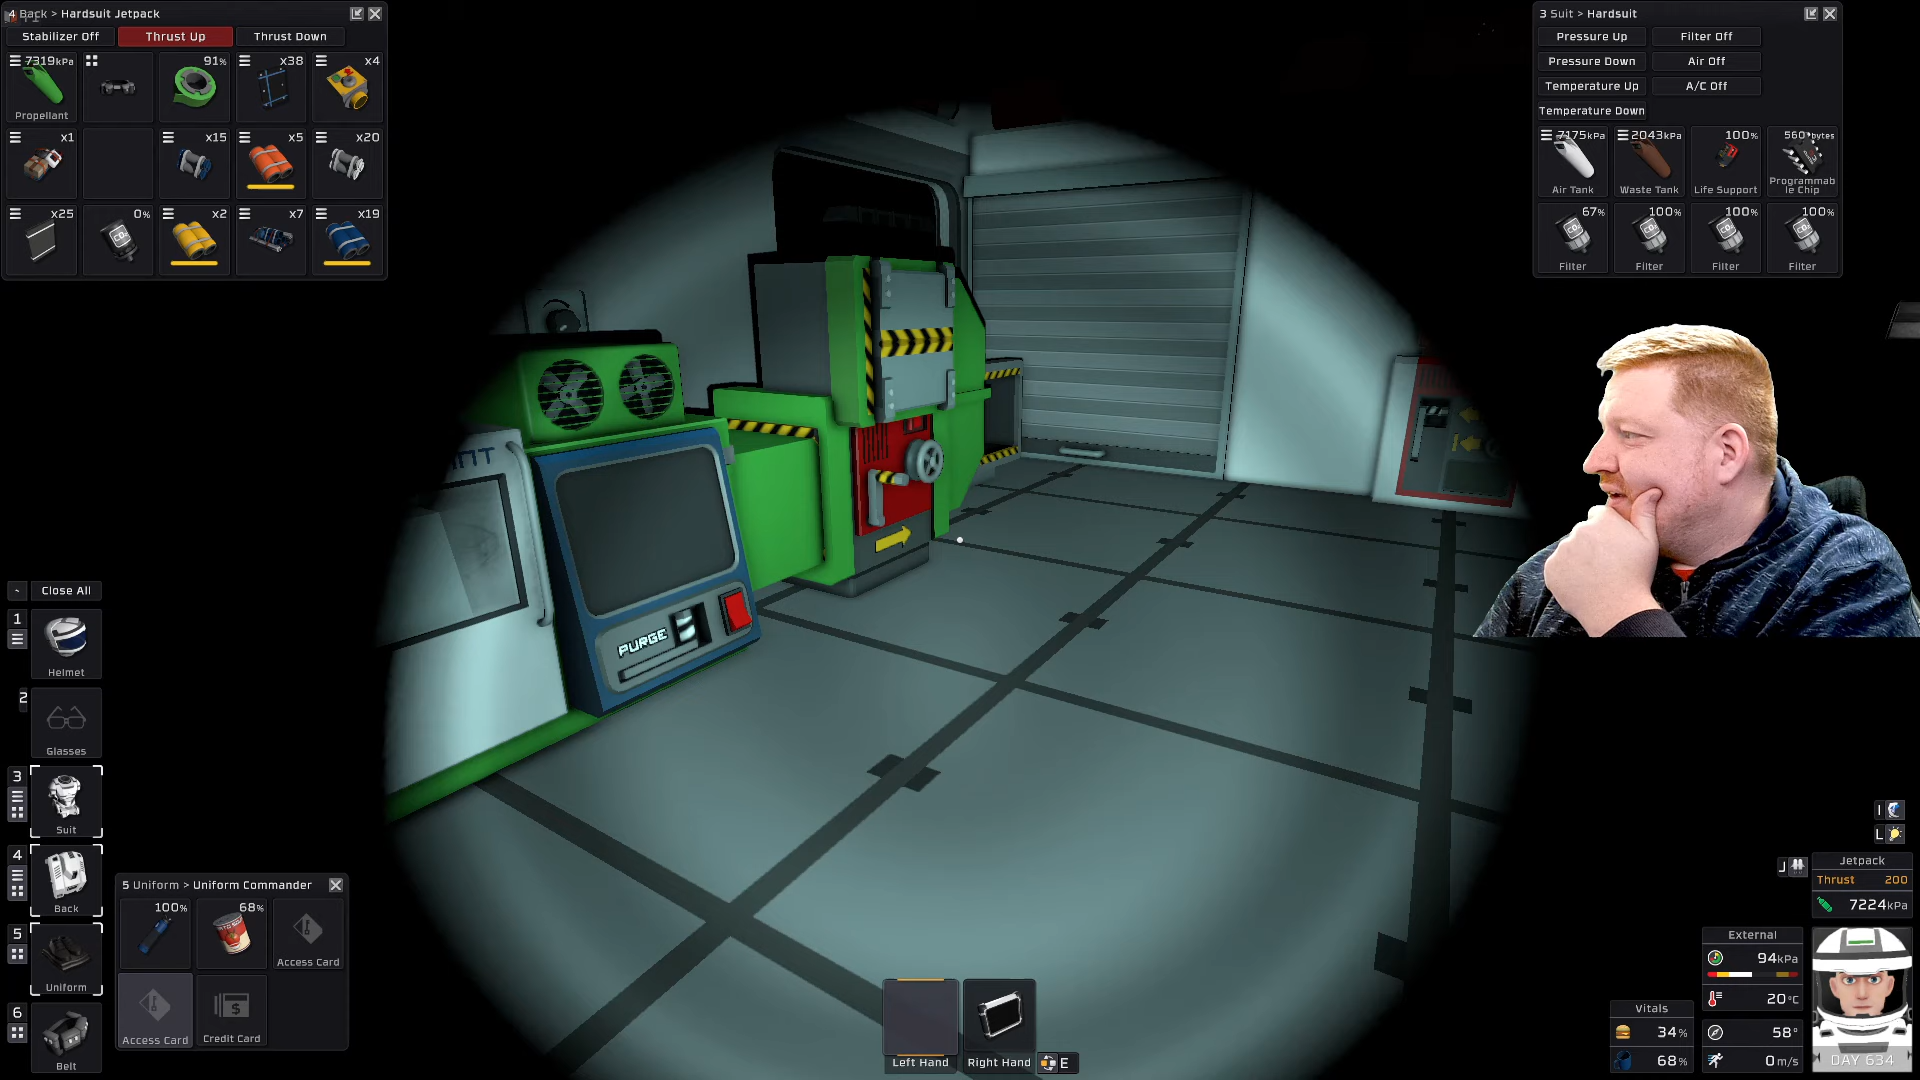 4 Back > Hardsuit Jetpack
Stabilizer Off
Thrust Up
Thrust Down
7319kPa
91%
x38
x4
Propellant
x1
x15
x5
x20
x25
0%
x2
x7
x19
3 Suit > Hardsuit
Pressure Up
Filter Off
Pressure Down
Air Off
Temperature Up
A/C Off
Temperature Down
7175kPa
2043kPa
100%
Air Tank
Waste Tank
Life Support
Programmab
le Chip
67%
100%
100%
100%
Filter
Filter
Filter
Filter
PURGE
~
Close All
1
Helmet
2
Glasses
3
Suit
4
Back
5
Uniform
6
Belt
5 Uniform > Uniform Commander
100%
68%
Access Card
Access Card
Credit Card
Left Hand
Right Hand
E
I
L
J
Jetpack
Thrust 200
7224kPa
External
94kPa
20°C
Vitals
34%
58°
68%
0m/s
DAY 634